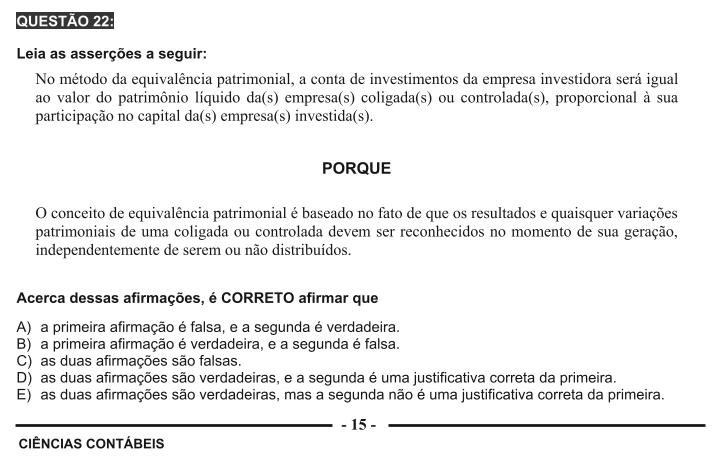 QUESTÃO 22:
Leia as asserções a seguir:
No método da equivalência patrimonial, a conta de investimentos da empresa investidora será igual
ao valor do patrimônio líquido da(s) empresa(s) coligada(s) ou controlada(s), proporcional à sua
participação no capital da(s) empresa(s) investida(s).
PORQUE
O conceito de equivalência patrimonial é baseado no fato de que os resultados e quaisquer variações
patrimoniais de uma coligada ou controlada devem ser reconhecidos no momento de sua geração,
independentemente de serem ou não distribuídos.
Acerca dessas afirmações, é CORRETO afirmar que
A) a primeira afirmação é falsa, e a segunda é verdadeira.
B) a primeira afirmação é verdadeira, e a segunda é falsa.
C) as duas afirmações são falsas.
D) as duas afirmações são verdadeiras, e a segunda é uma justificativa correta da primeira.
E) as duas afirmações são verdadeiras, mas a segunda não é uma justificativa correta da primeira.
- 15 -
CIÊNCIAS CONTÁBEIS